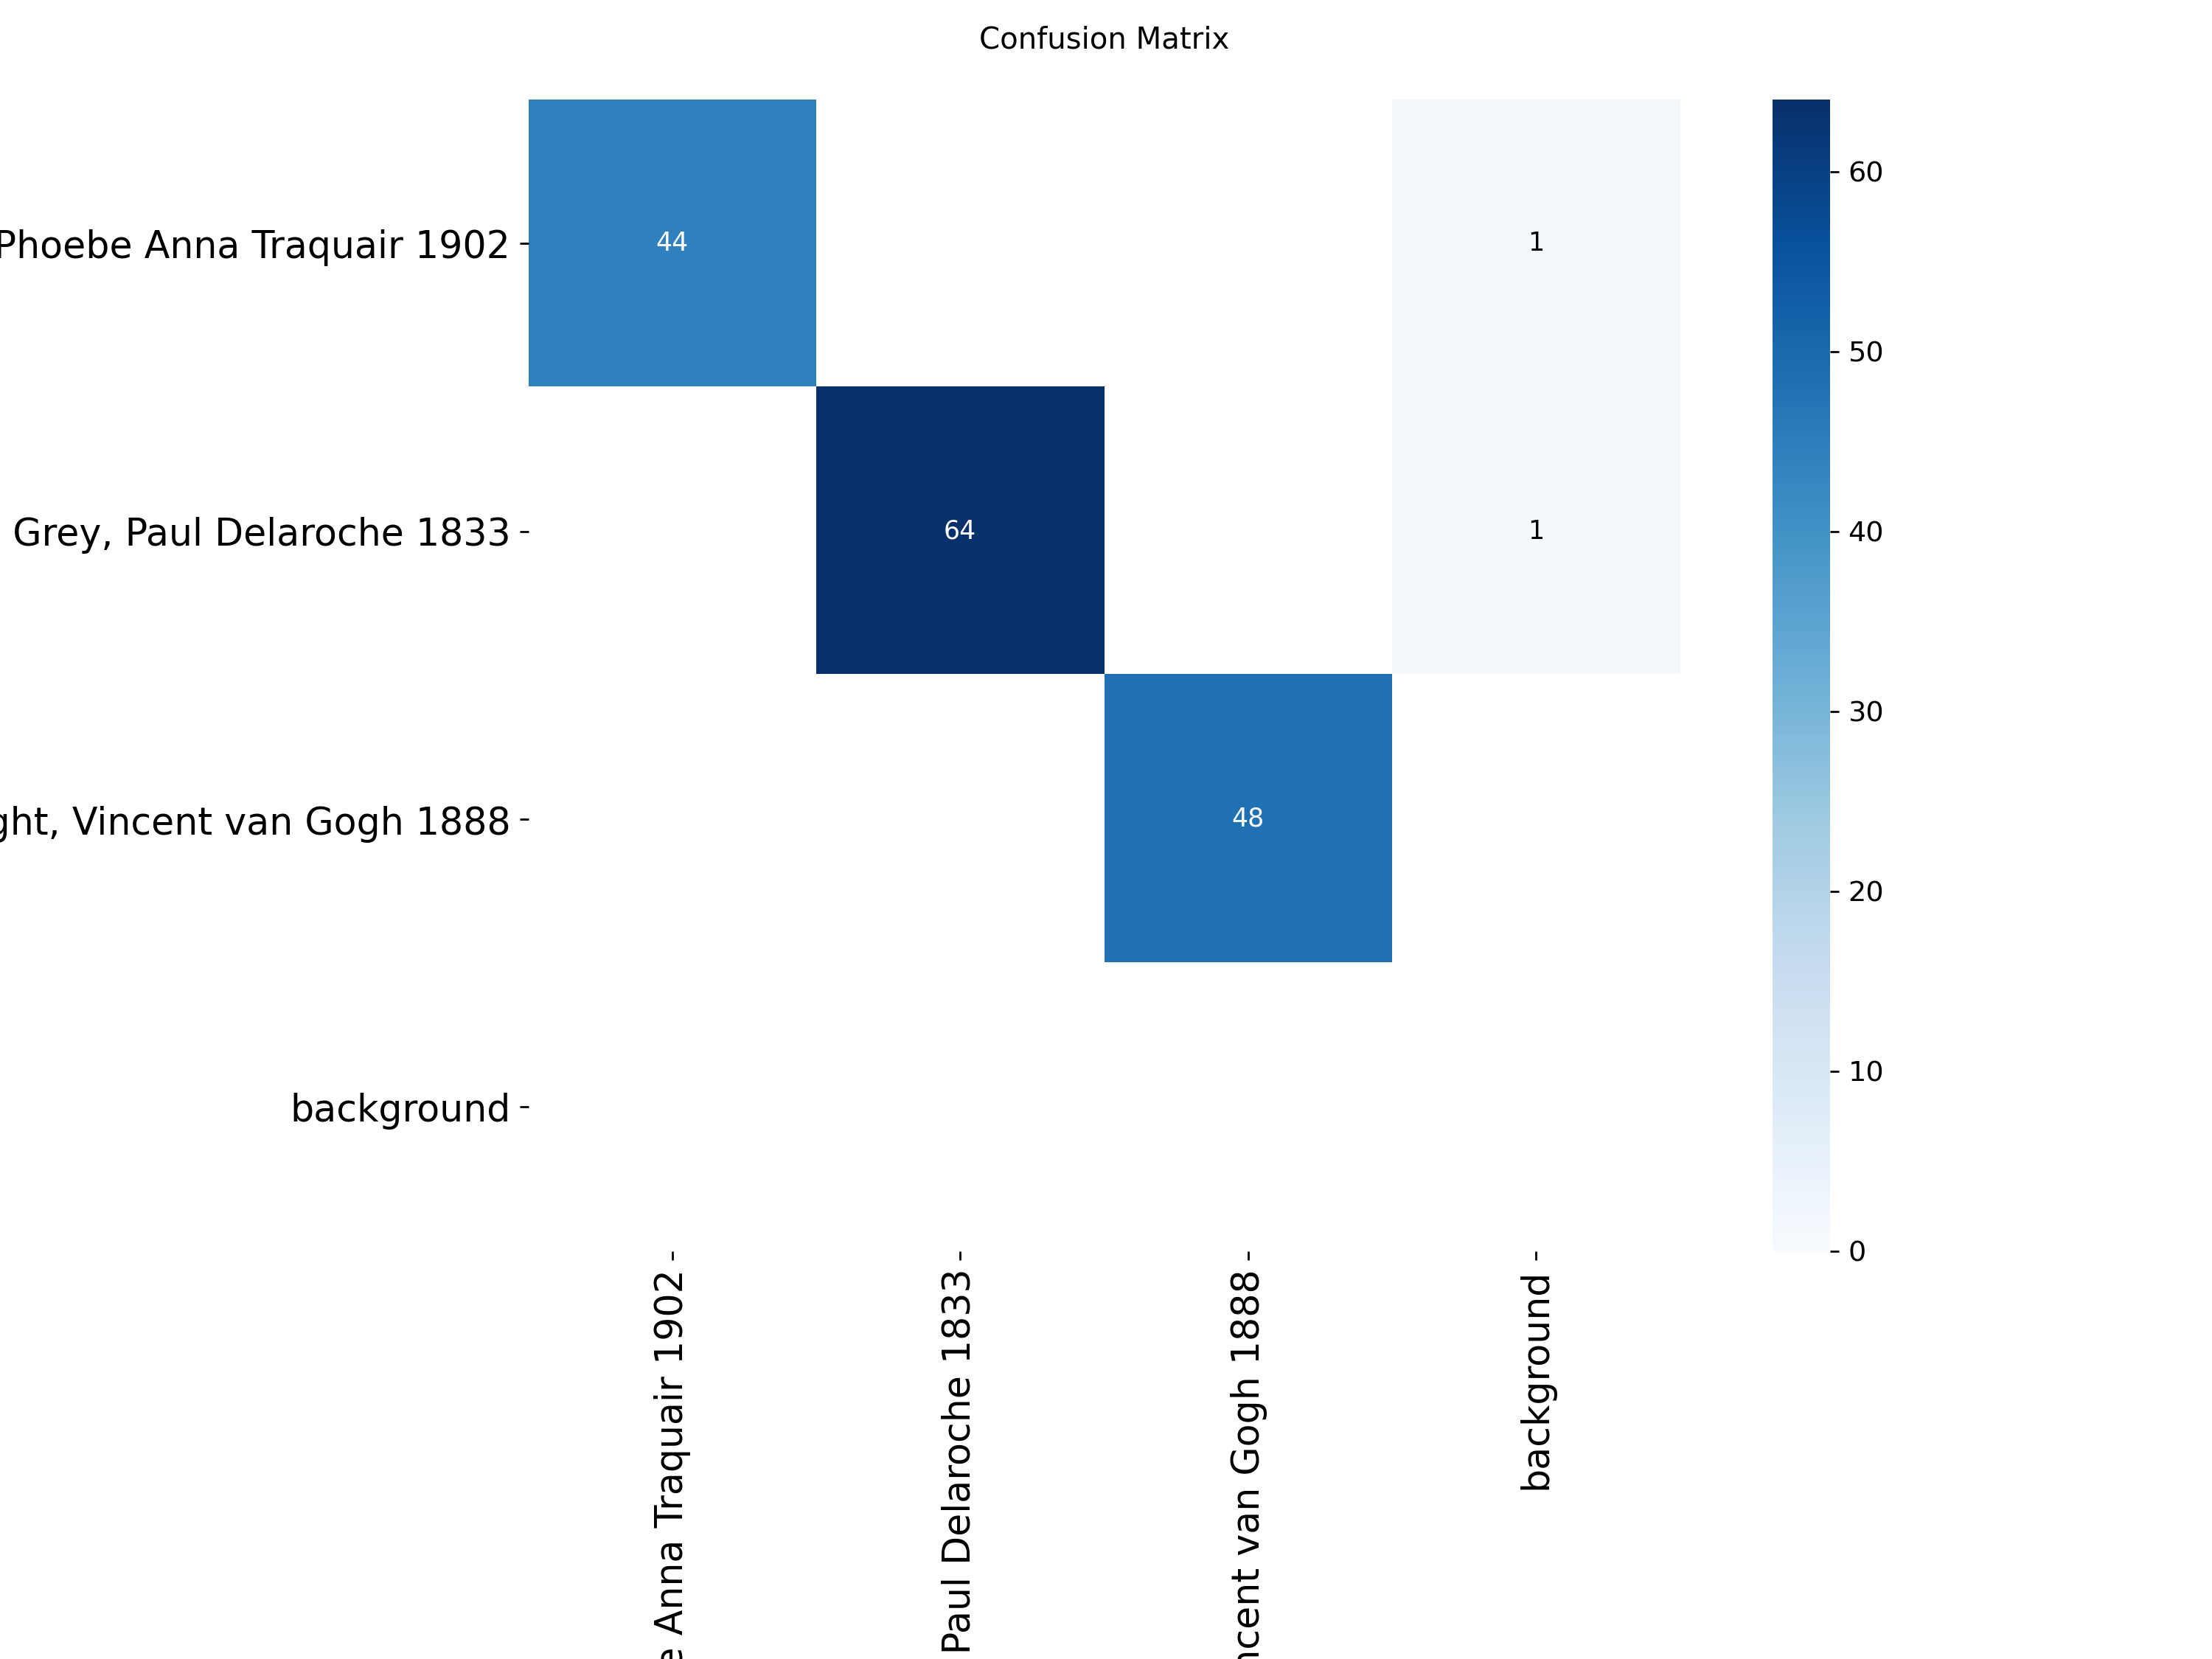 Confusion Matrix
Phoebe Anna Traquair 1902
44
1
Grey, Paul Delaroche 1833
64
1
ght, Vincent van Gogh 1888
48
background
60
50
40
30
20
10
0
e Anna Traquair 1902
Paul Delaroche 1833
ncent van Gogh 1888
background